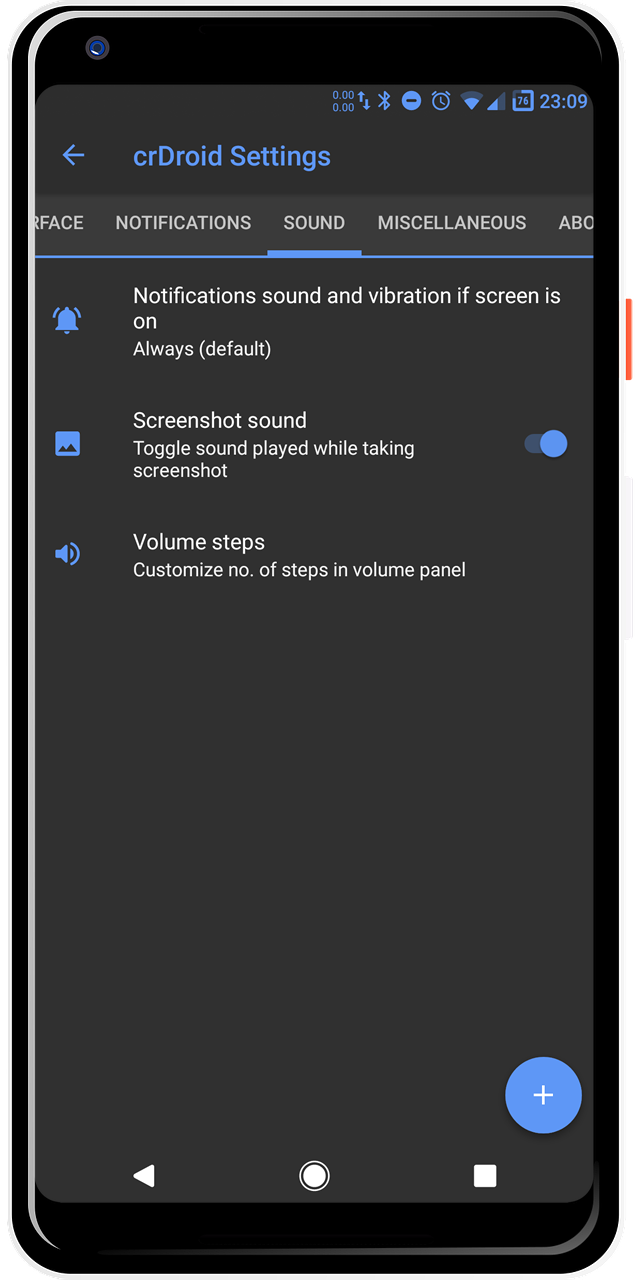 0.00
0.00
76 23:09
crDroid Settings
RFACE NOTIFICATIONS SOUND MISCELLANEOUS ABO
Notifications sound and vibration if screen is
on
Always (default)
Screenshot sound
Toggle sound played while taking
screenshot
Volume steps
Customize no. of steps in volume panel